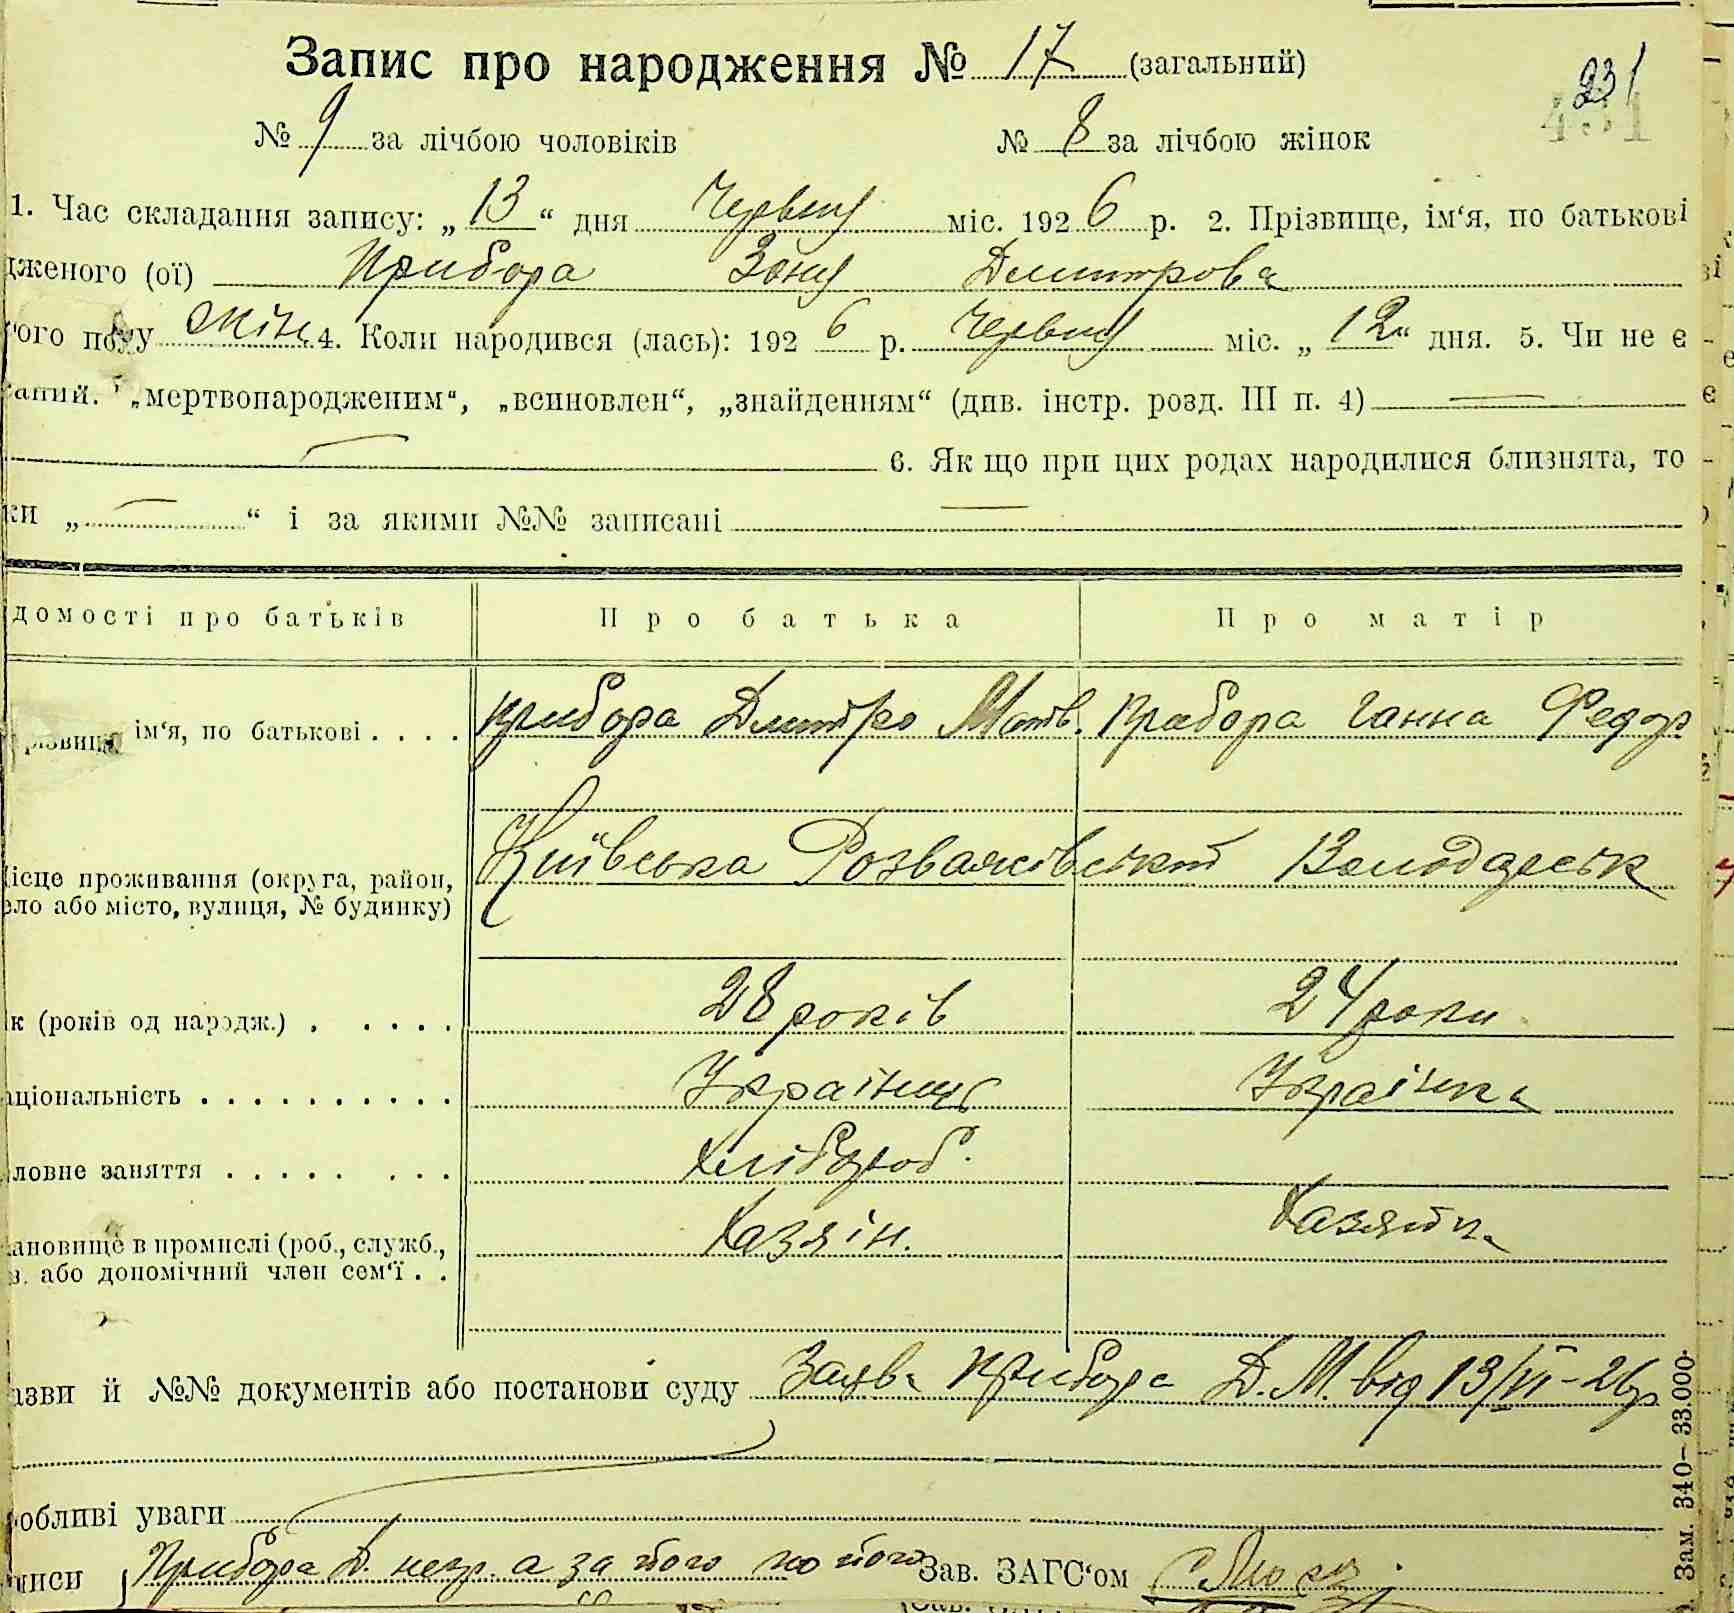 Запис про народження № 17 (загальний)
231
№ 9 за лічбою чоловіків № 8 за лічбою жінок
1. Час складання запису: „13“ дня Червня міс. 1926 р. 2. Прізвище, ім‘я, по батькові
дженого (ої) Прибора Зоня Дмитрова
ого полу жін. 4. Коли народився (лась): 1926 р. Червня міс. „12“ дня. 5. Чи не є
„мертвонародженим“, „всиновлен“, „знайденням“ (див. інстр. розд. III п. 4) —
— 6. Як що при цих родах народилися близнята, то
ки „—“ і за якими №№ записані —
домості про батьків Про батька Про матір
ім‘я, по батькові . . . . Прибора Дмитро Матв. Прибора Ганна Федор.
Київська Розважівський Володарськ
ісце проживання (округа, район,
ело або місто, вулиця, № будинку)
к (років од народж.) . . . . . 28 років 24 роки
аціональність . . . . . . . . . . Українець Українка
ловне заняття . . . . . . . . Хлібороб.
ановище в промислі (роб., служб., Хазяін. Хазяйка
з. або допомічний член сем‘ї . .
азви й №№ документів або постанови суду Заява Прибора Д. М. від 13/VI – 26 р.
обливі уваги
иси Прибора Д. незр. а за його Зав. ЗАГС‘ом
Зам. 340–33.000.